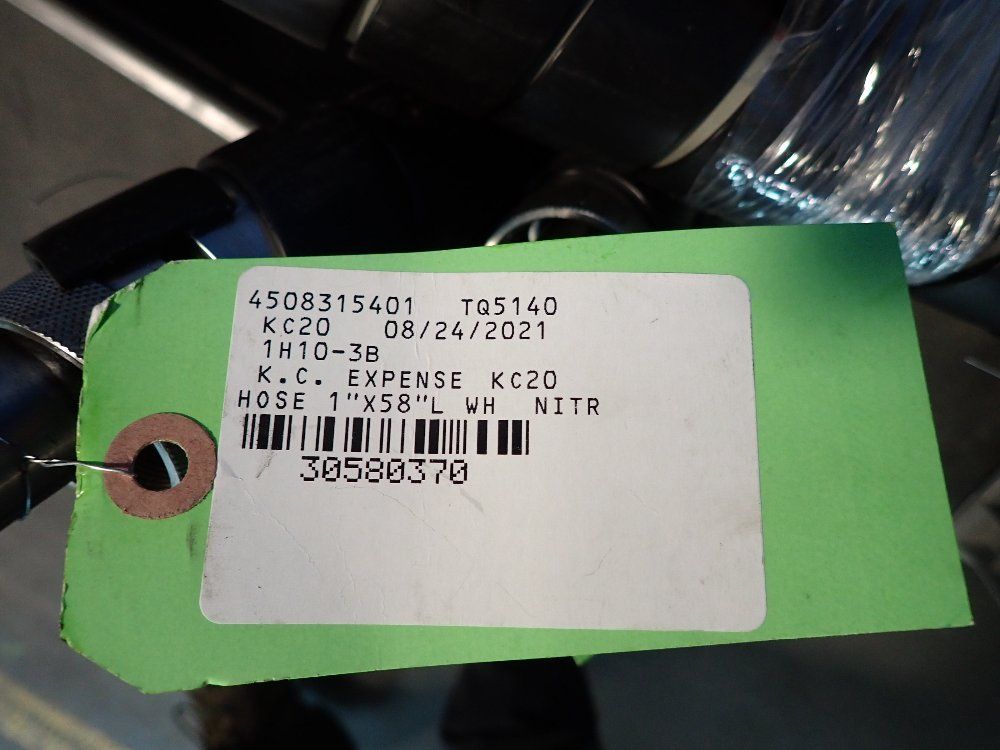 4508315401 TQ5140
KC20 08/24/2021
1H10-3B
K.C. EXPENSE KC20
HOSE 1"X58"L WH NITR
30580370